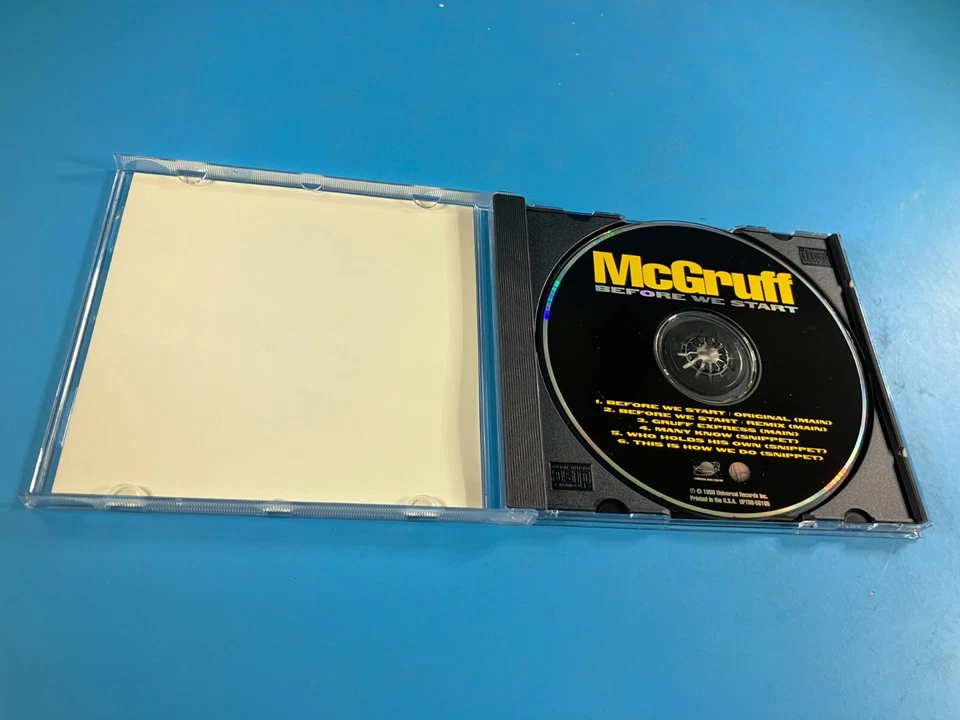 McGruff
BEFORE WE START
1. BEFORE WE START / ORIGINAL (MAIN)
2. BEFORE WE START / REMIX (MAIN)
3. GRUFF EXPRESS (MAIN)
4. MANY KNOW (SNIPPET)
5. WHO HOLDS HIS OWN (SNIPPET)
6. THIS IS HOW WE DO (SNIPPET)
℗ © 1998 Universal Records Inc.
Printed in the U.S.A.